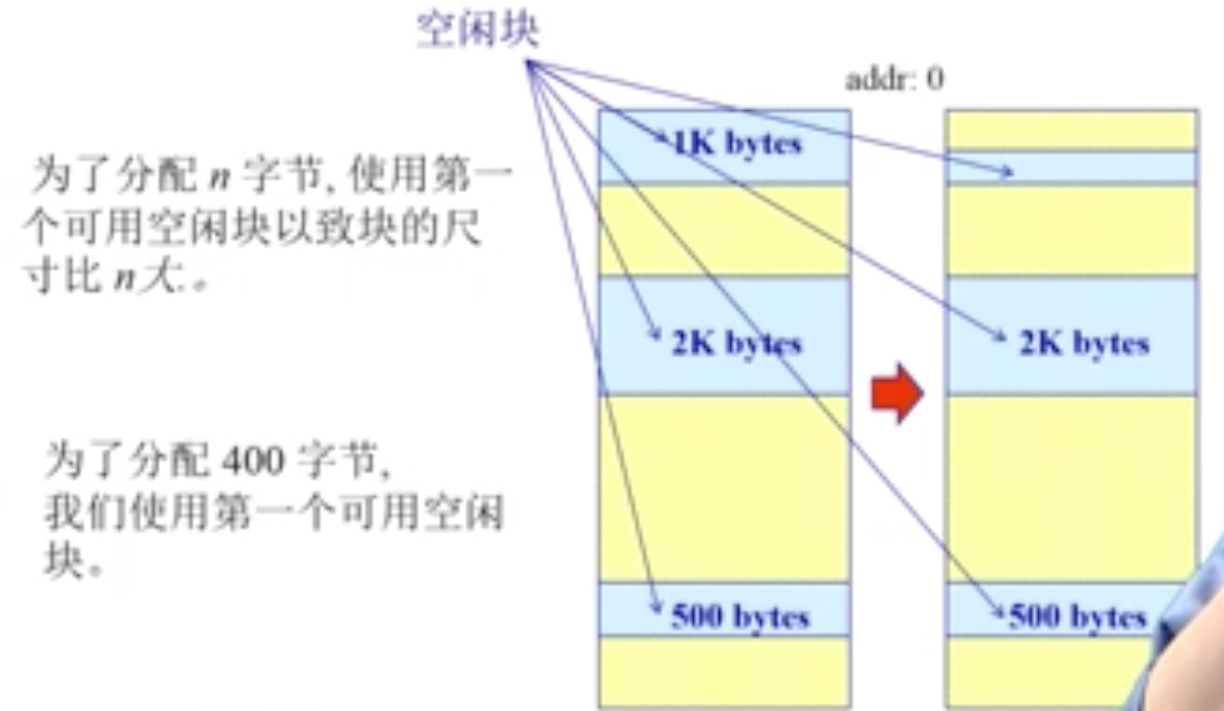 空闲块
addr: 0
为了分配 n 字节, 使用第一
个可用空闲块以致块的尺
寸比 n大.。
为了分配 400 字节,
我们使用第一个可用空闲
块。
1K bytes
2K bytes
500 bytes
2K bytes
500 bytes